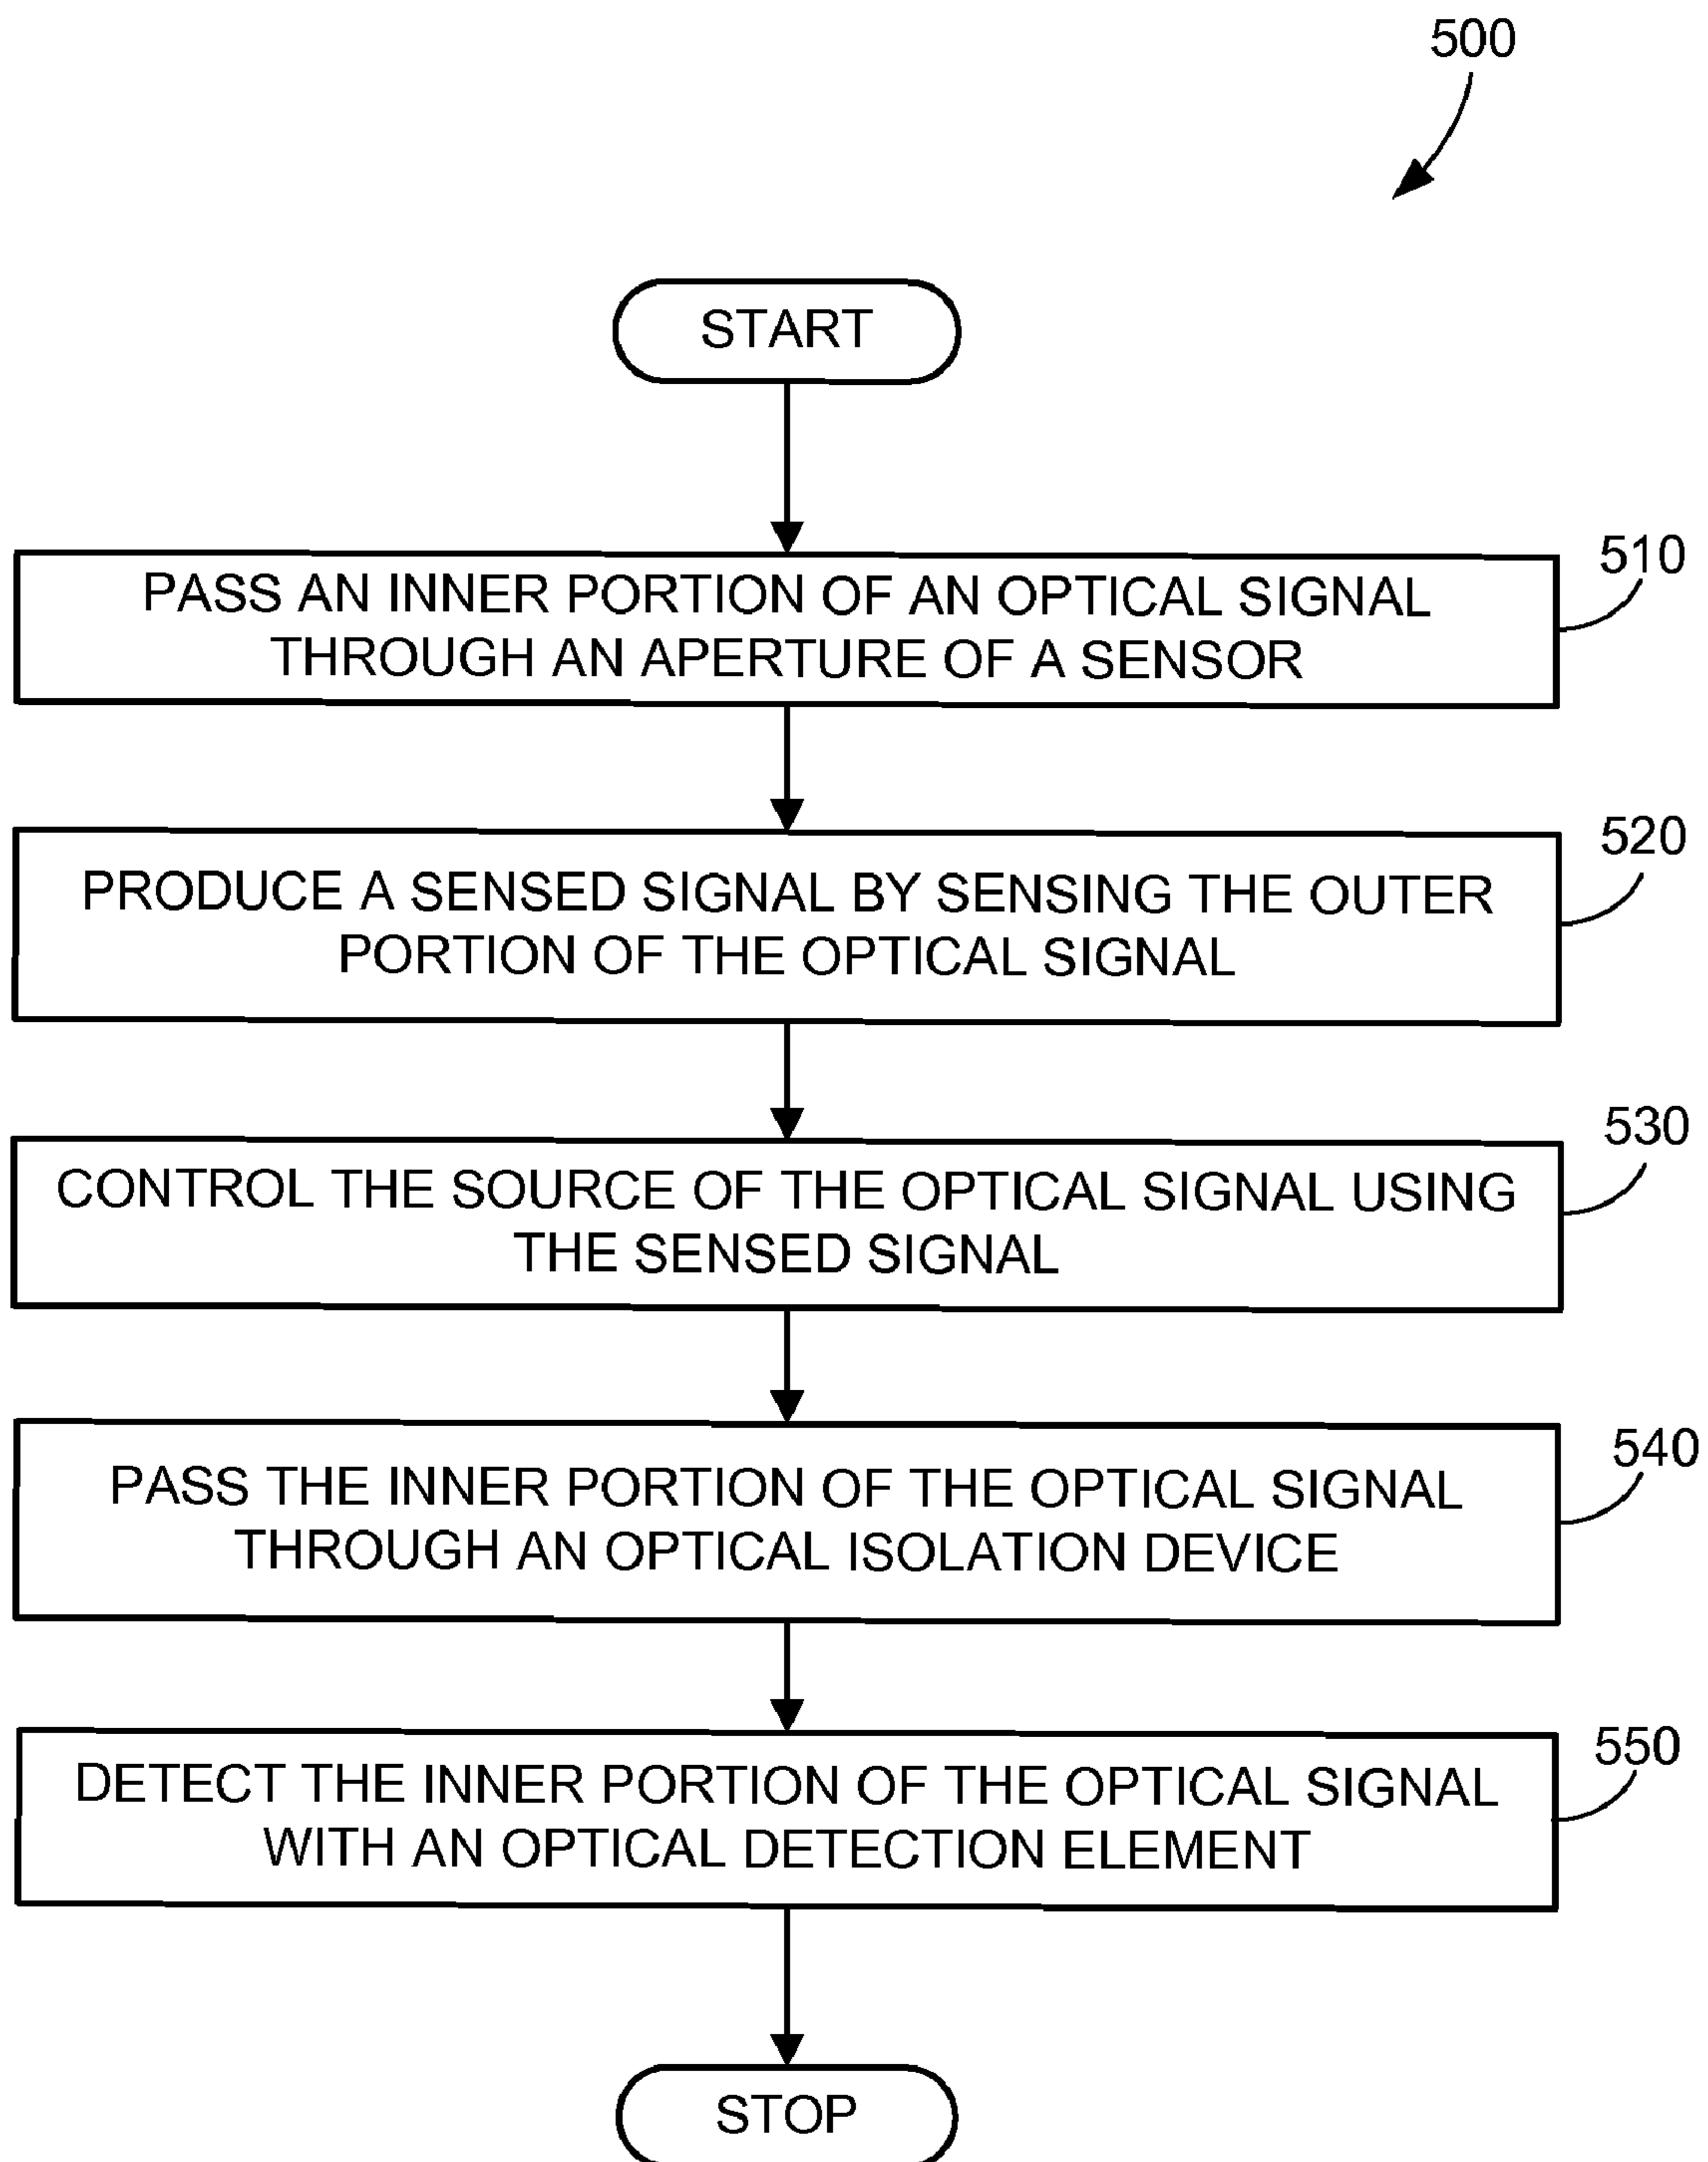 500
START
510
PASS AN INNER PORTION OF AN OPTICAL SIGNAL
THROUGH AN APERTURE OF A SENSOR
520
PRODUCE A SENSED SIGNAL BY SENSING THE OUTER
PORTION OF THE OPTICAL SIGNAL
530
CONTROL THE SOURCE OF THE OPTICAL SIGNAL USING
THE SENSED SIGNAL
540
PASS THE INNER PORTION OF THE OPTICAL SIGNAL
THROUGH AN OPTICAL ISOLATION DEVICE
550
DETECT THE INNER PORTION OF THE OPTICAL SIGNAL
WITH AN OPTICAL DETECTION ELEMENT
STOP